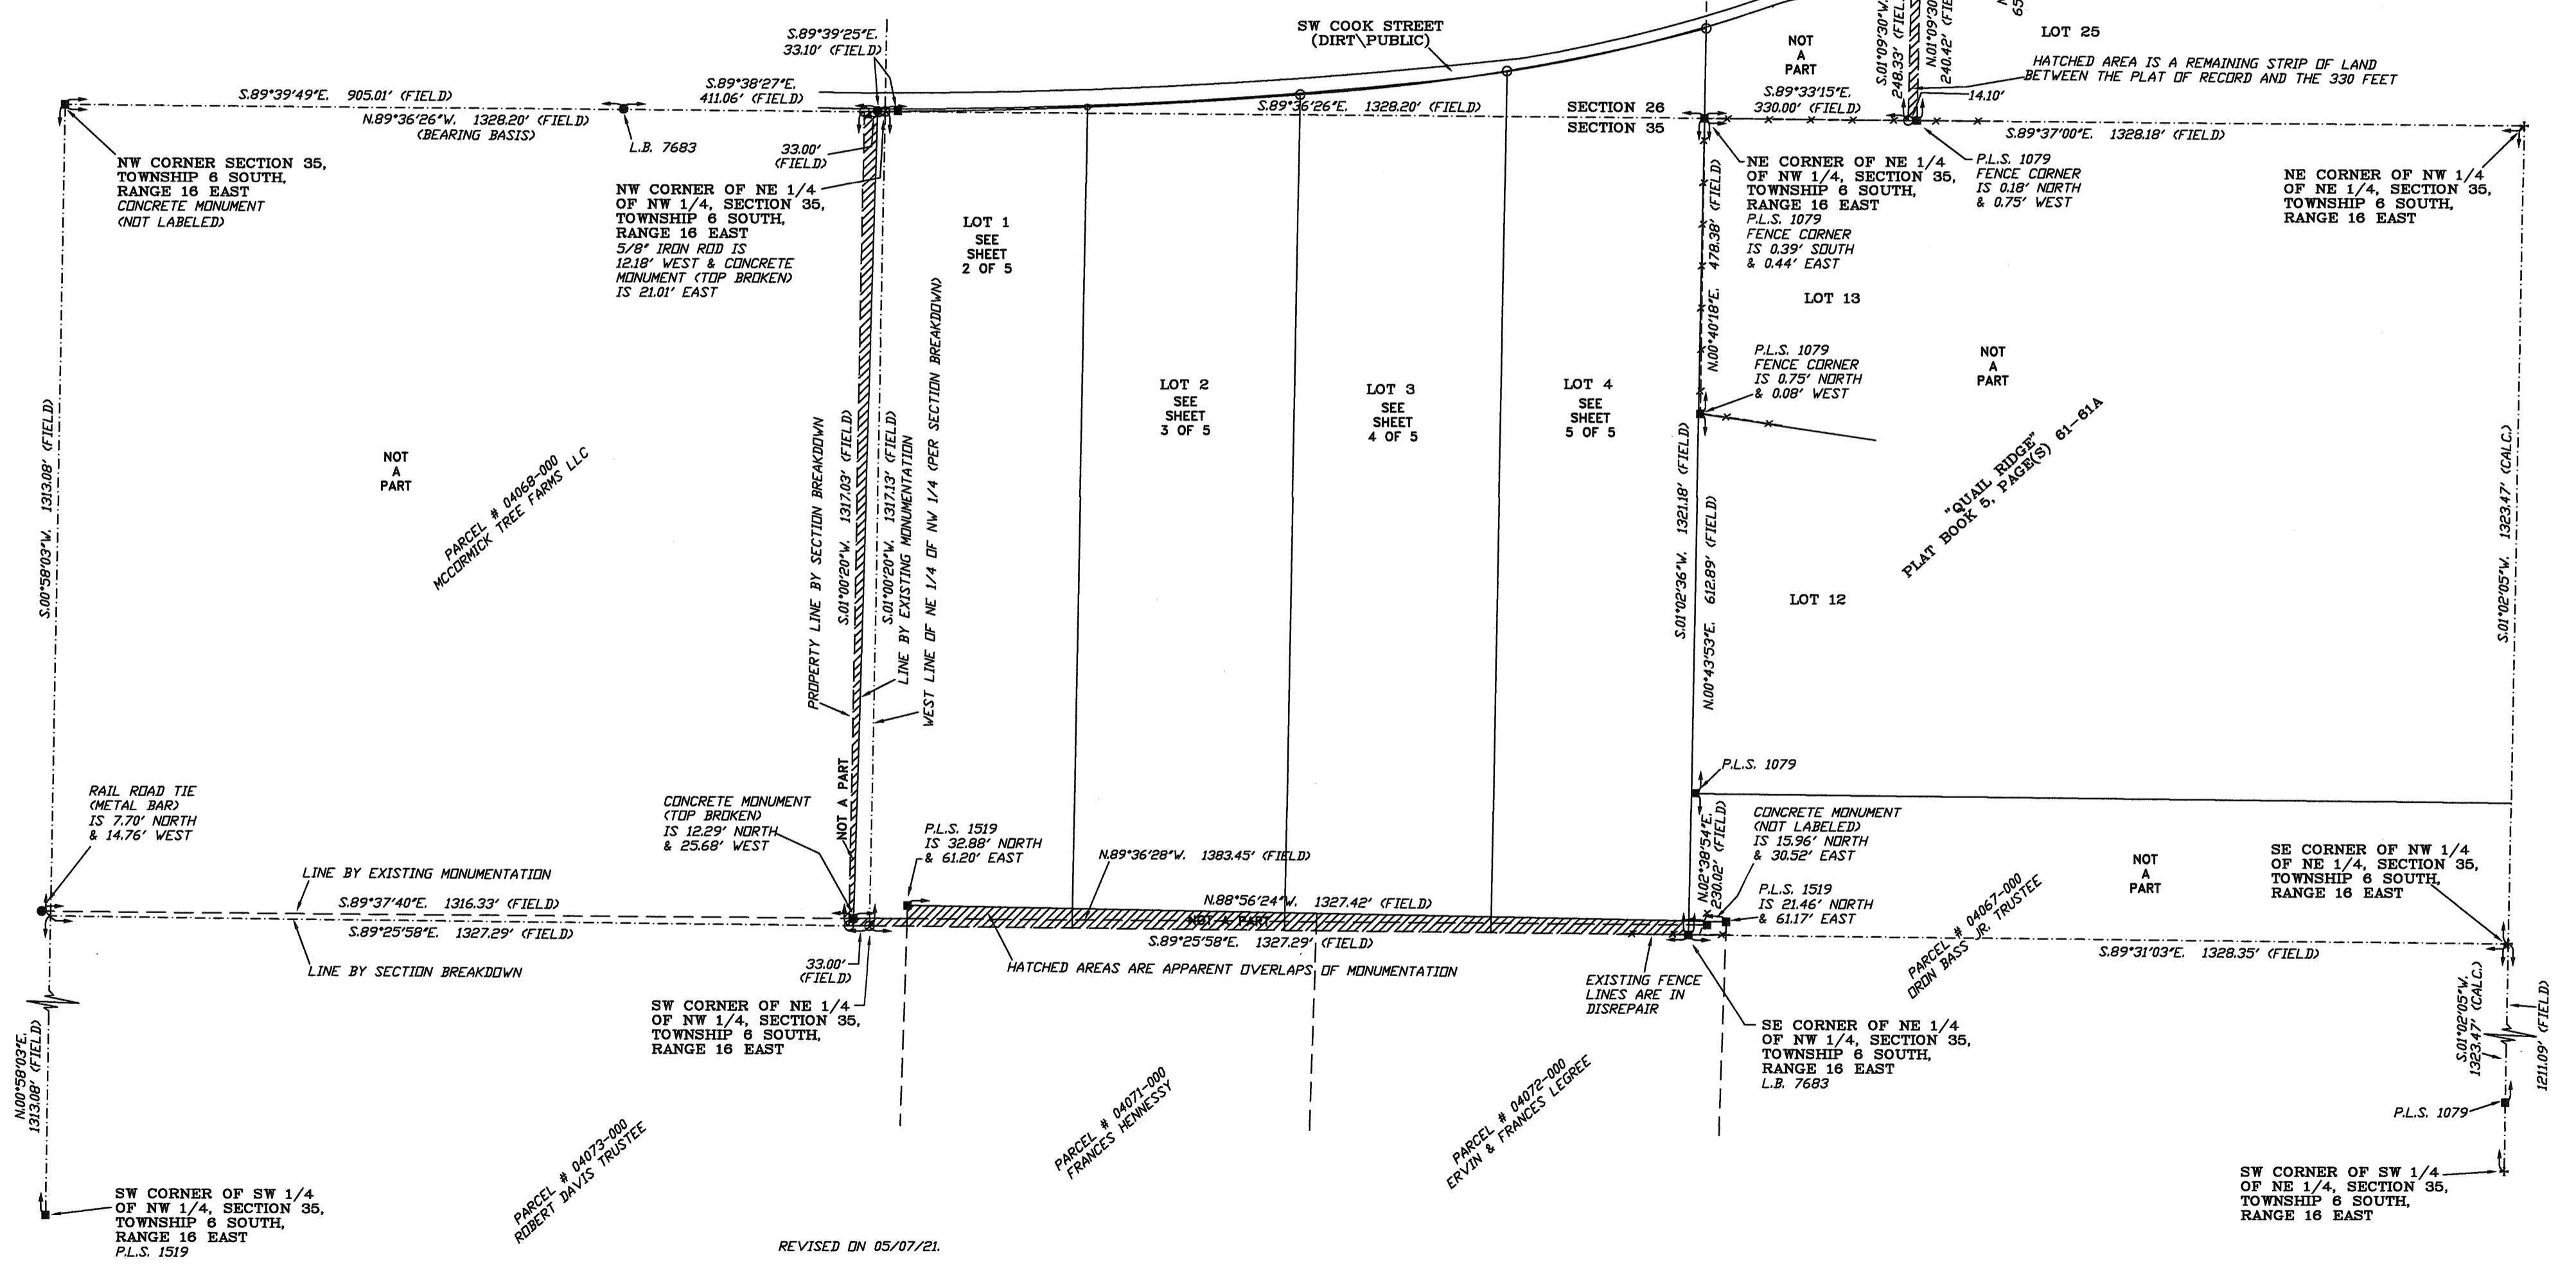 SW COOK STREET
(DIRT\PUBLIC)
S.89°39'25"E.
33.10' (FIELD)
S.89°39'49"E. 905.01' (FIELD)
S.89°38'27"E.
411.06' (FIELD)
N.89°36'26"W. 1328.20' (FIELD)
(BEARING BASIS)
L.B. 7683
S.89°36'26"E. 1328.20' (FIELD)
SECTION 26
SECTION 35
NOT
A
PART
S.89°33'15"E.
330.00' (FIELD)
S.01°09'30"W.
248.33' (FIELD)
240.42'
LOT 25
HATCHED AREA IS A REMAINING STRIP OF LAND
BETWEEN THE PLAT OF RECORD AND THE 330 FEET
14.10'
S.89°37'00"E. 1328.18' (FIELD)
NW CORNER SECTION 35,
TOWNSHIP 6 SOUTH,
RANGE 16 EAST
CONCRETE MONUMENT
(NOT LABELED)
33.00'
(FIELD)
NW CORNER OF NE 1/4
OF NW 1/4, SECTION 35,
TOWNSHIP 6 SOUTH,
RANGE 16 EAST
5/8" IRON ROD IS
12.18' WEST & CONCRETE
MONUMENT (TOP BROKEN)
IS 21.01' EAST
LOT 1
SEE
SHEET
2 OF 5
NE CORNER OF NE 1/4
OF NW 1/4, SECTION 35,
TOWNSHIP 6 SOUTH,
RANGE 16 EAST
P.L.S. 1079
FENCE CORNER
IS 0.39' SOUTH
& 0.44' EAST
P.L.S. 1079
FENCE CORNER
IS 0.18' NORTH
& 0.75' WEST
NE CORNER OF NW 1/4
OF NE 1/4, SECTION 35,
TOWNSHIP 6 SOUTH,
RANGE 16 EAST
LOT 13
N.00°40'18"E. 478.38' (FIELD)
P.L.S. 1079
FENCE CORNER
IS 0.75' NORTH
& 0.08' WEST
NOT
A
PART
LOT 2
SEE
SHEET
3 OF 5
LOT 3
SEE
SHEET
4 OF 5
LOT 4
SEE
SHEET
5 OF 5
S.00°58'03"W. 1313.08' (FIELD)
NOT
A
PART
PARCEL # 04068-000
MCCORMICK TREE FARMS LLC
PROPERTY LINE BY SECTION BREAKDOWN
S.01°00'20"W. 1317.03' (FIELD)
S.01°00'20"W. 1317.13' (FIELD)
LINE BY EXISTING MONUMENTATION
WEST LINE OF NE 1/4 OF NW 1/4 (PER SECTION BREAKDOWN)
S.01°02'36"W. 1321.18' (FIELD)
N.00°43'53"E. 612.89' (FIELD)
"QUAIL RIDGE"
PLAT BOOK 5, PAGE(S) 61-61A
S.01°02'05"W. 1323.47' (CALC.)
LOT 12
NOT A PART
P.L.S. 1079
RAIL ROAD TIE
(METAL BAR)
IS 7.70' NORTH
& 14.76' WEST
CONCRETE MONUMENT
(TOP BROKEN)
IS 12.29' NORTH
& 25.68' WEST
P.L.S. 1519
IS 32.88' NORTH
& 61.20' EAST
N.89°36'28"W. 1383.45' (FIELD)
N.02°38'54"E.
230.02' (FIELD)
CONCRETE MONUMENT
(NOT LABELED)
IS 15.96' NORTH
& 30.52' EAST
P.L.S. 1519
IS 21.46' NORTH
& 61.17' EAST
NOT
A
PART
SE CORNER OF NW 1/4
OF NE 1/4, SECTION 35,
TOWNSHIP 6 SOUTH,
RANGE 16 EAST
LINE BY EXISTING MONUMENTATION
S.89°37'40"E. 1316.33' (FIELD)
S.89°25'58"E. 1327.29' (FIELD)
LINE BY SECTION BREAKDOWN
N.88°56'24"W. 1327.42' (FIELD)
NOT A PART
S.89°25'58"E. 1327.29' (FIELD)
33.00'
(FIELD)
HATCHED AREAS ARE APPARENT OVERLAPS OF MONUMENTATION
EXISTING FENCE
LINES ARE IN
DISREPAIR
PARCEL # 04067-000
ORON BASS JR. TRUSTEE
S.89°31'03"E. 1328.35' (FIELD)
SW CORNER OF NE 1/4
OF NW 1/4, SECTION 35,
TOWNSHIP 6 SOUTH,
RANGE 16 EAST
SE CORNER OF NE 1/4
OF NW 1/4, SECTION 35,
TOWNSHIP 6 SOUTH,
RANGE 16 EAST
L.B. 7683
N.00°58'03"E.
1313.08' (FIELD)
S.01°02'05"W.
1323.47' (CALC.)
1211.09' (FIELD)
P.L.S. 1079
PARCEL # 04073-000
ROBERT DAVIS TRUSTEE
PARCEL # 04071-000
FRANCES HENNESSY
PARCEL # 04072-000
ERVIN & FRANCES LEGREE
SW CORNER OF SW 1/4
OF NW 1/4, SECTION 35,
TOWNSHIP 6 SOUTH,
RANGE 16 EAST
P.L.S. 1519
SW CORNER OF SW 1/4
OF NE 1/4, SECTION 35,
TOWNSHIP 6 SOUTH,
RANGE 16 EAST
REVISED ON 05/07/21.